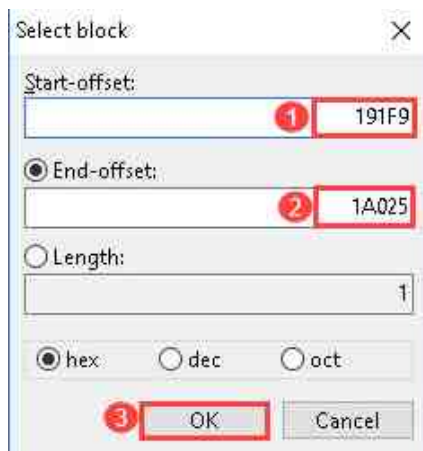 Select block
Start-offset:
1 191F9
End-offset:
2 1A025
Length:
1
hex dec oct
3 OK Cancel